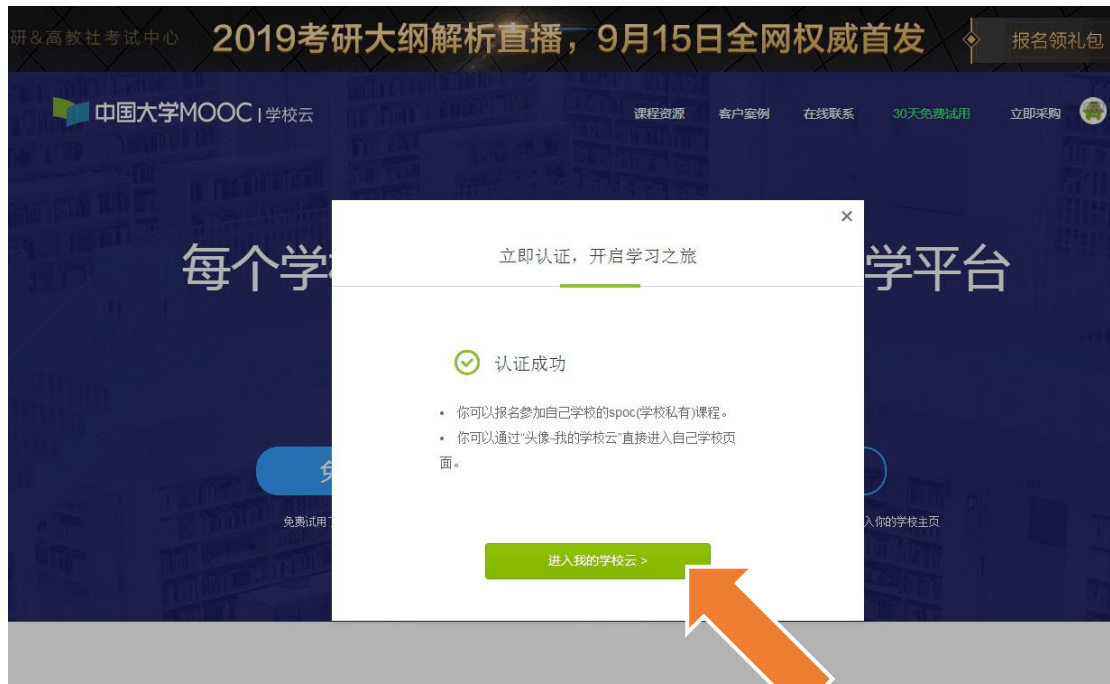 研&高教社考试中心 2019考研大纲解析直播，9月15日全网权威首发 报名领礼包
中国大学MOOC | 学校云 课程资源 客户案例 在线联系 30天免费试用 立即采购
×
立即认证，开启学习之旅
每个学 学平台
认证成功
• 你可以报名参加自己学校的spoc(学校私有)课程。
• 你可以通过“头像-我的学校云”直接进入自己学校页
面。
免费试用 入你的学校主页
进入我的学校云 >